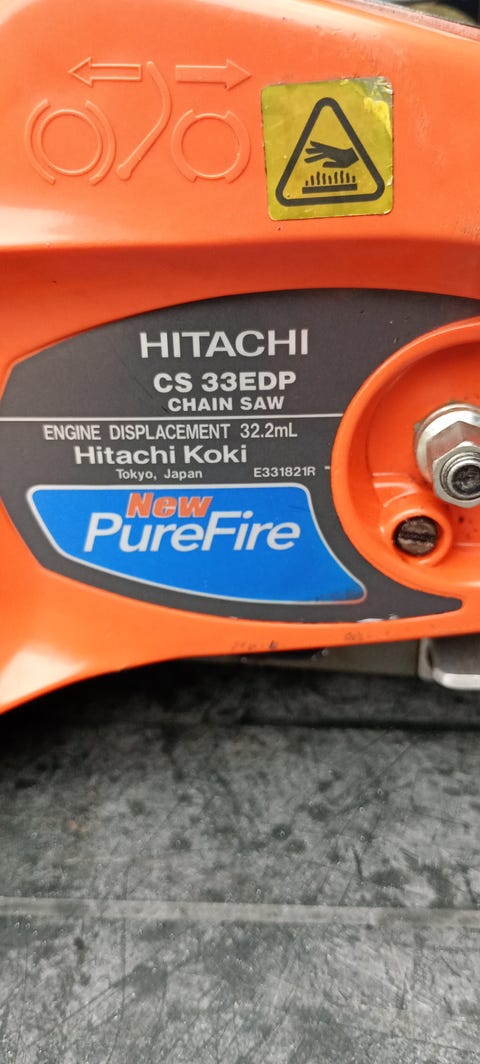 HITACHI
CS 33EDP
CHAIN SAW
ENGINE DISPLACEMENT 32.2mL
Hitachi Koki
Tokyo, Japan E331821R
New
PureFire